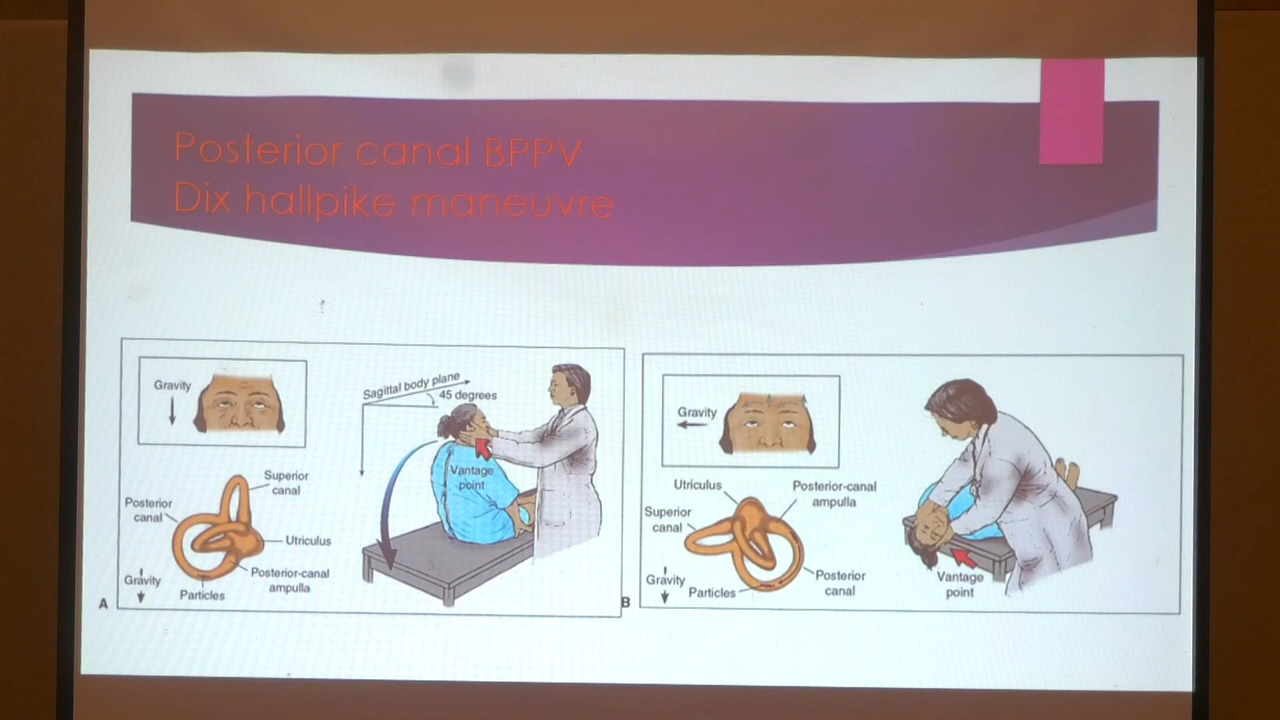 Posterior canal BPPV
Dix hallpike maneuvre
Gravity
Sagittal body plane
45 degrees
Vantage
point
Superior
canal
Posterior
canal
Utriculus
Posterior-canal
ampulla
Gravity
Particles
A
Gravity
Utriculus
Posterior-canal
ampulla
Superior
canal
Gravity
Particles
Posterior
canal
Vantage
point
B